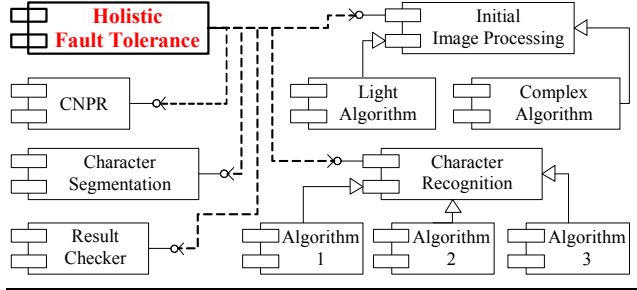 Holistic
Fault Tolerance
Initial
Image Processing
CNPR
Light
Algorithm
Complex
Algorithm
Character
Segmentation
Character
Recognition
Result
Checker
Algorithm
1
Algorithm
2
Algorithm
3